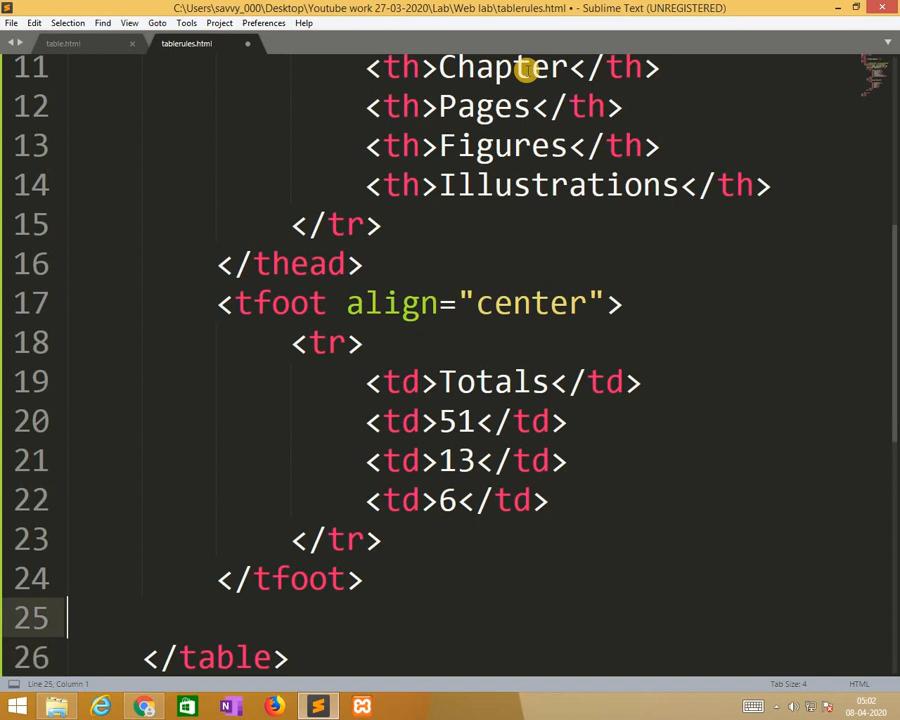 C:\Users\savvy_000\Desktop\Youtube work 27-03-2020\Lab\Web lab\tablerules.html • - Sublime Text (UNREGISTERED)
File Edit Selection Find View Goto Tools Project Preferences Help
table.html tablerules.html
11 <th>Chapter</th>
12 <th>Pages</th>
13 <th>Figures</th>
14 <th>Illustrations</th>
15 </tr>
16 </thead>
17 <tfoot align="center">
18 <tr>
19 <td>Totals</td>
20 <td>51</td>
21 <td>13</td>
22 <td>6</td>
23 </tr>
24 </tfoot>
25
26 </table>
Line 25, Column 1 Tab Size: 4 HTML
05:02
08-04-2020